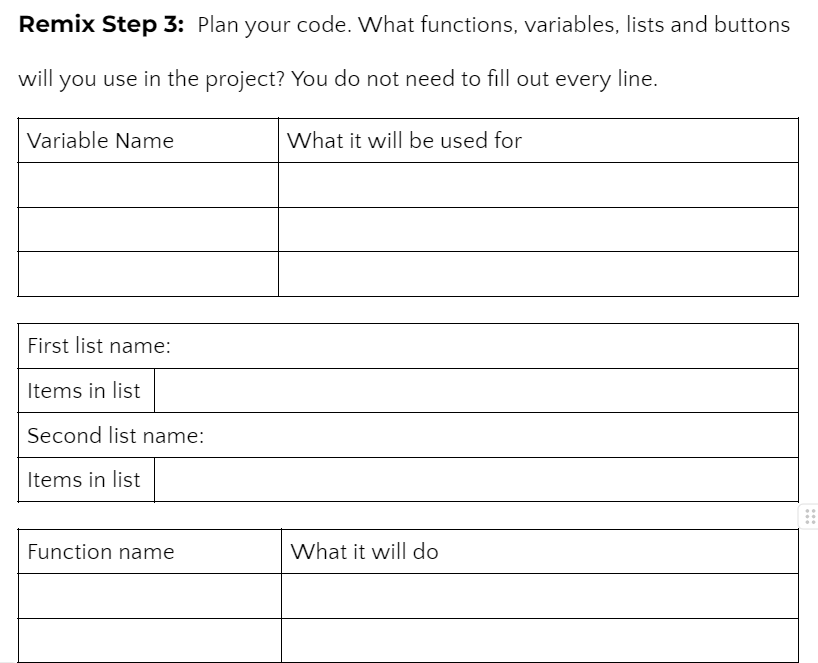 Remix Step 3: Plan your code. What functions, variables, lists and buttons
will you use in the project? You do not need to fill out every line.
Variable Name What it will be used for
First list name:
Items in list
Second list name:
Items in list
Function name What it will do